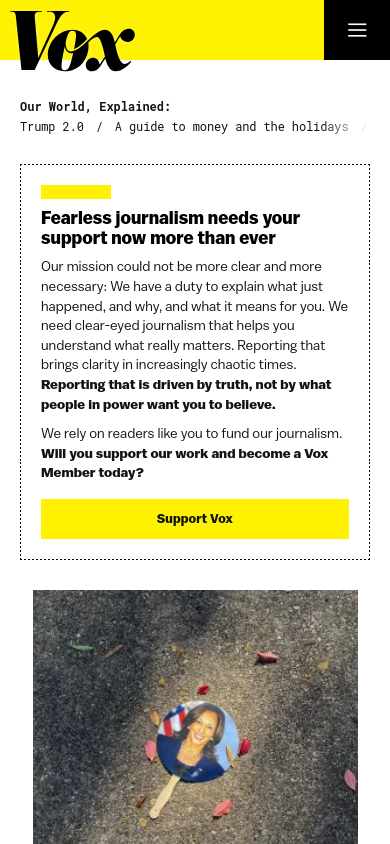 Vox
Our World, Explained:
Trump 2.0 / A guide to money and the holidays /
Fearless journalism needs your
support now more than ever
Our mission could not be more clear and more
necessary: We have a duty to explain what just
happened, and why, and what it means for you. We
need clear-eyed journalism that helps you
understand what really matters. Reporting that
brings clarity in increasingly chaotic times.
Reporting that is driven by truth, not by what
people in power want you to believe.
We rely on readers like you to fund our journalism.
Will you support our work and become a Vox
Member today?
Support Vox